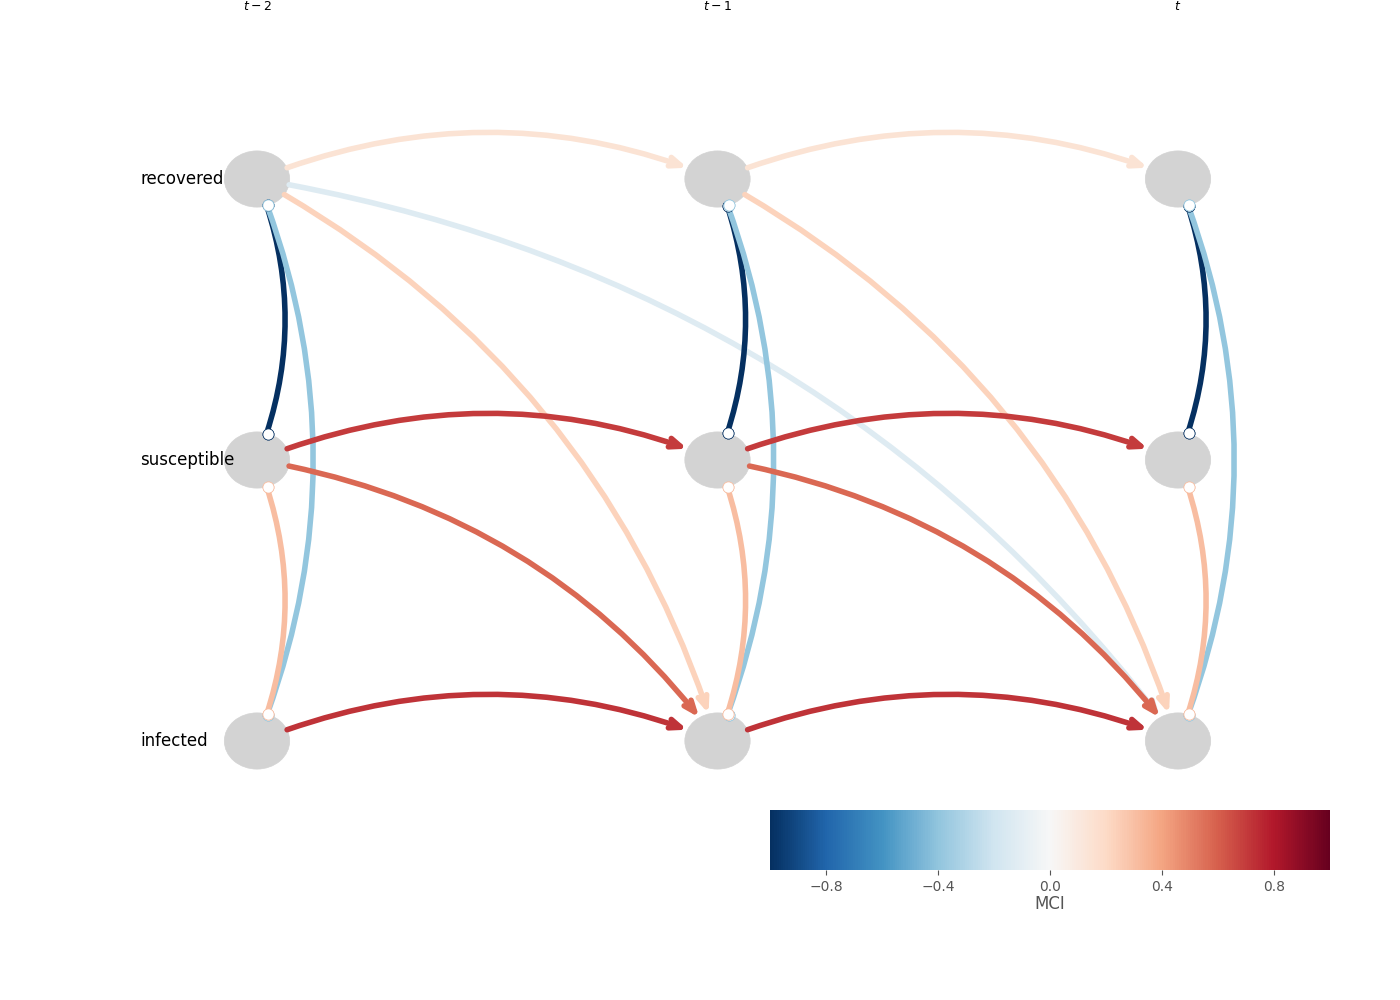 t − 2 t − 1 t
recovered
susceptible
infected
−0.8 −0.4 0.0 0.4 0.8
MCI